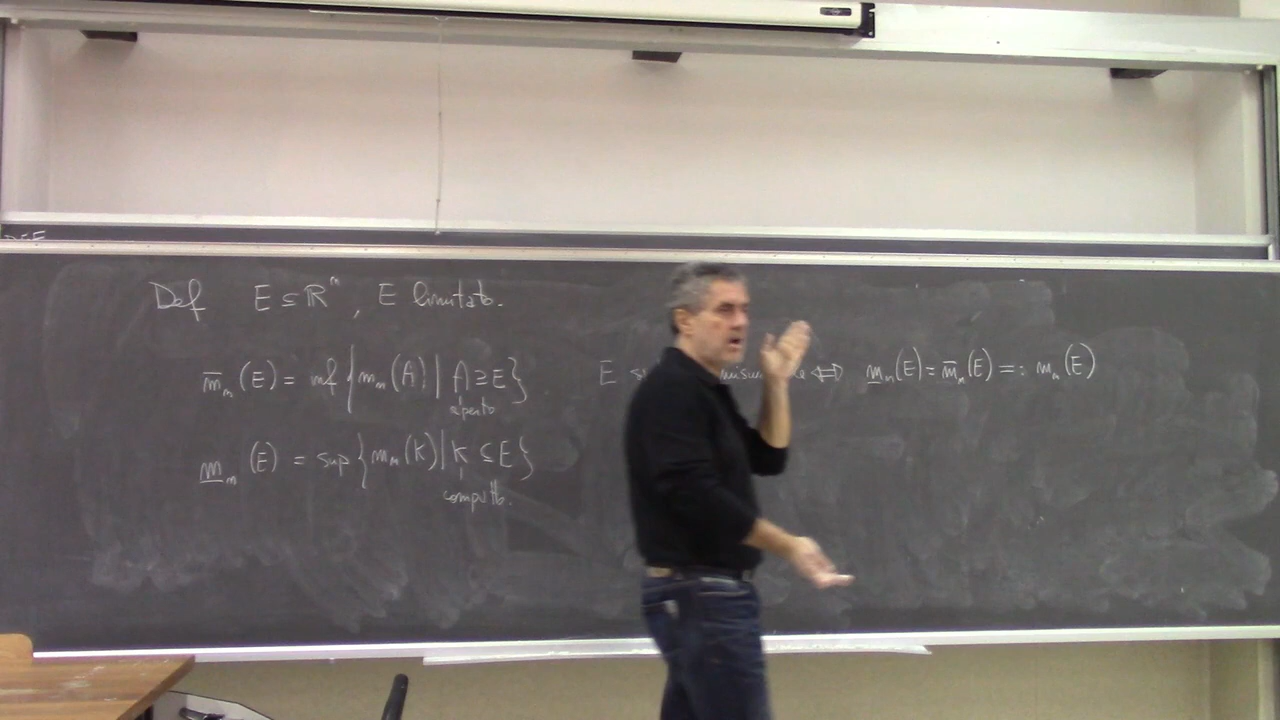 Def E ⊆ ℝⁿ, E limitato.
m̅ₙ(E) = inf { mₙ(A) | A ⊇ E }
aperto
E ⇔ m̲ₙ(E) = m̅ₙ(E) =: mₙ(E)
m̲ₙ(E) = sup { mₙ(K) | K ⊆ E }
compatto.